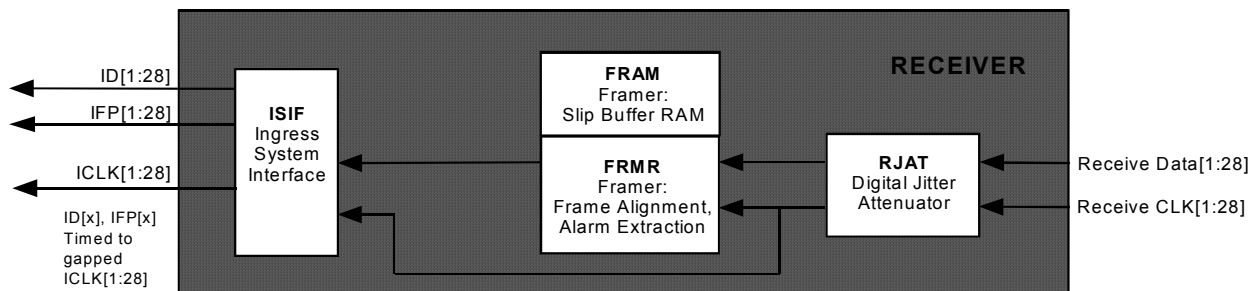 RECEIVER
ID[1:28]
IFP[1:28]
ICLK[1:28]
ID[x], IFP[x]
Timed to
gapped
ICLK[1:28]
ISIF
Ingress
System
Interface
FRAM
Framer:
Slip Buffer RAM
FRMR
Framer:
Frame Alignment,
Alarm Extraction
RJAT
Digital Jitter
Attenuator
Receive Data[1:28]
Receive CLK[1:28]